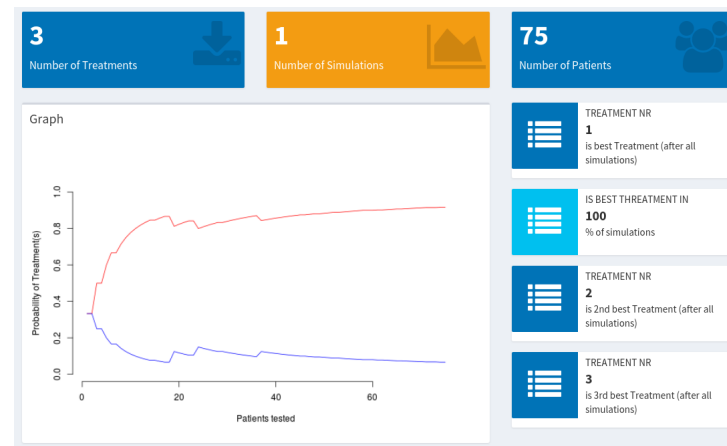 3
Number of Treatments
1
Number of Simulations
75
Number of Patients
Graph
1.0
0.8
0.6
0.4
0.2
0.0
Probability of Treatment(s)
0
20
40
60
Patients tested
TREATMENT NR
1
is best Treatment (after all
simulations)
IS BEST THREATMENT IN
100
% of simulations
TREATMENT NR
2
is 2nd best Treatment (after all
simulations)
TREATMENT NR
3
is 3rd best Treatment (after all
simulations)